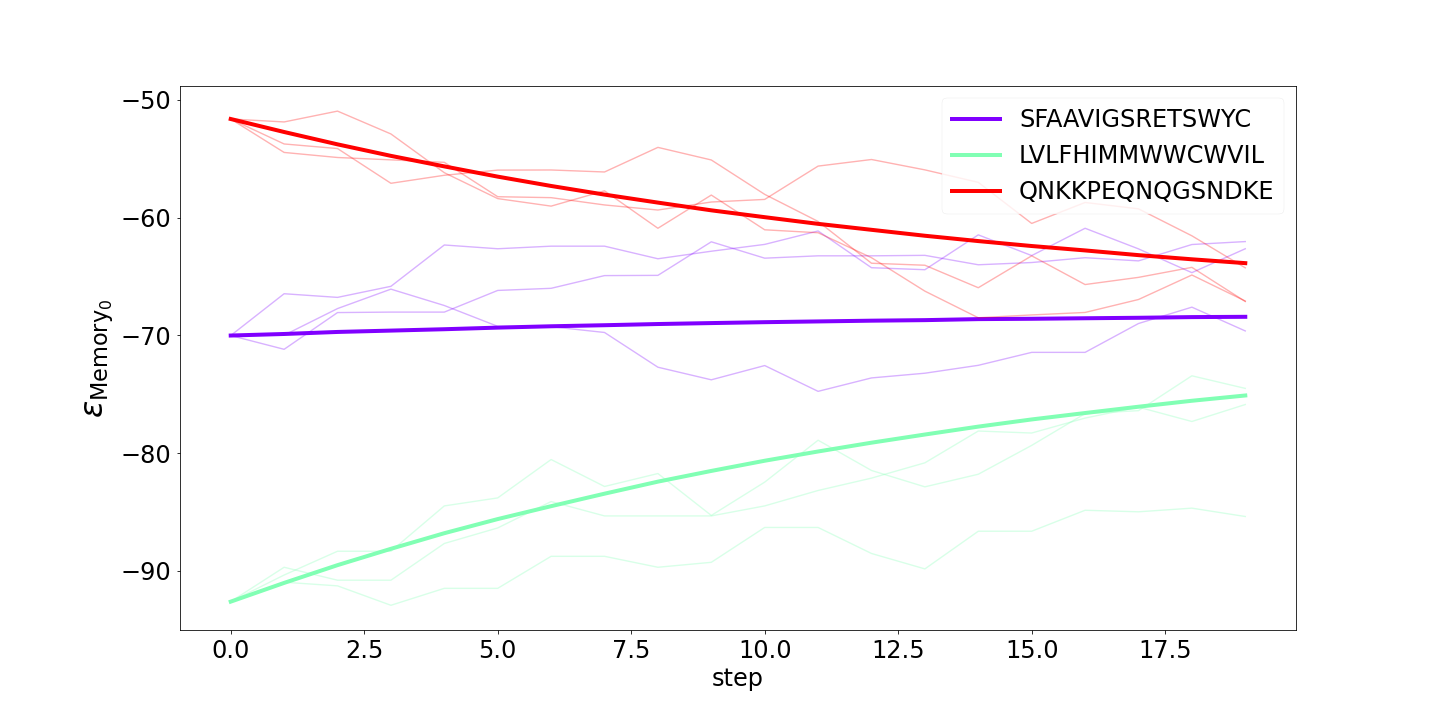 −50
−60
−70
−80
−90
εMemory₀
0.0 2.5 5.0 7.5 10.0 12.5 15.0 17.5
step
SFAAVIGSRETSWYC
LVLFHIMMWWCWVIL
QNKKPEQNQGSNDKE